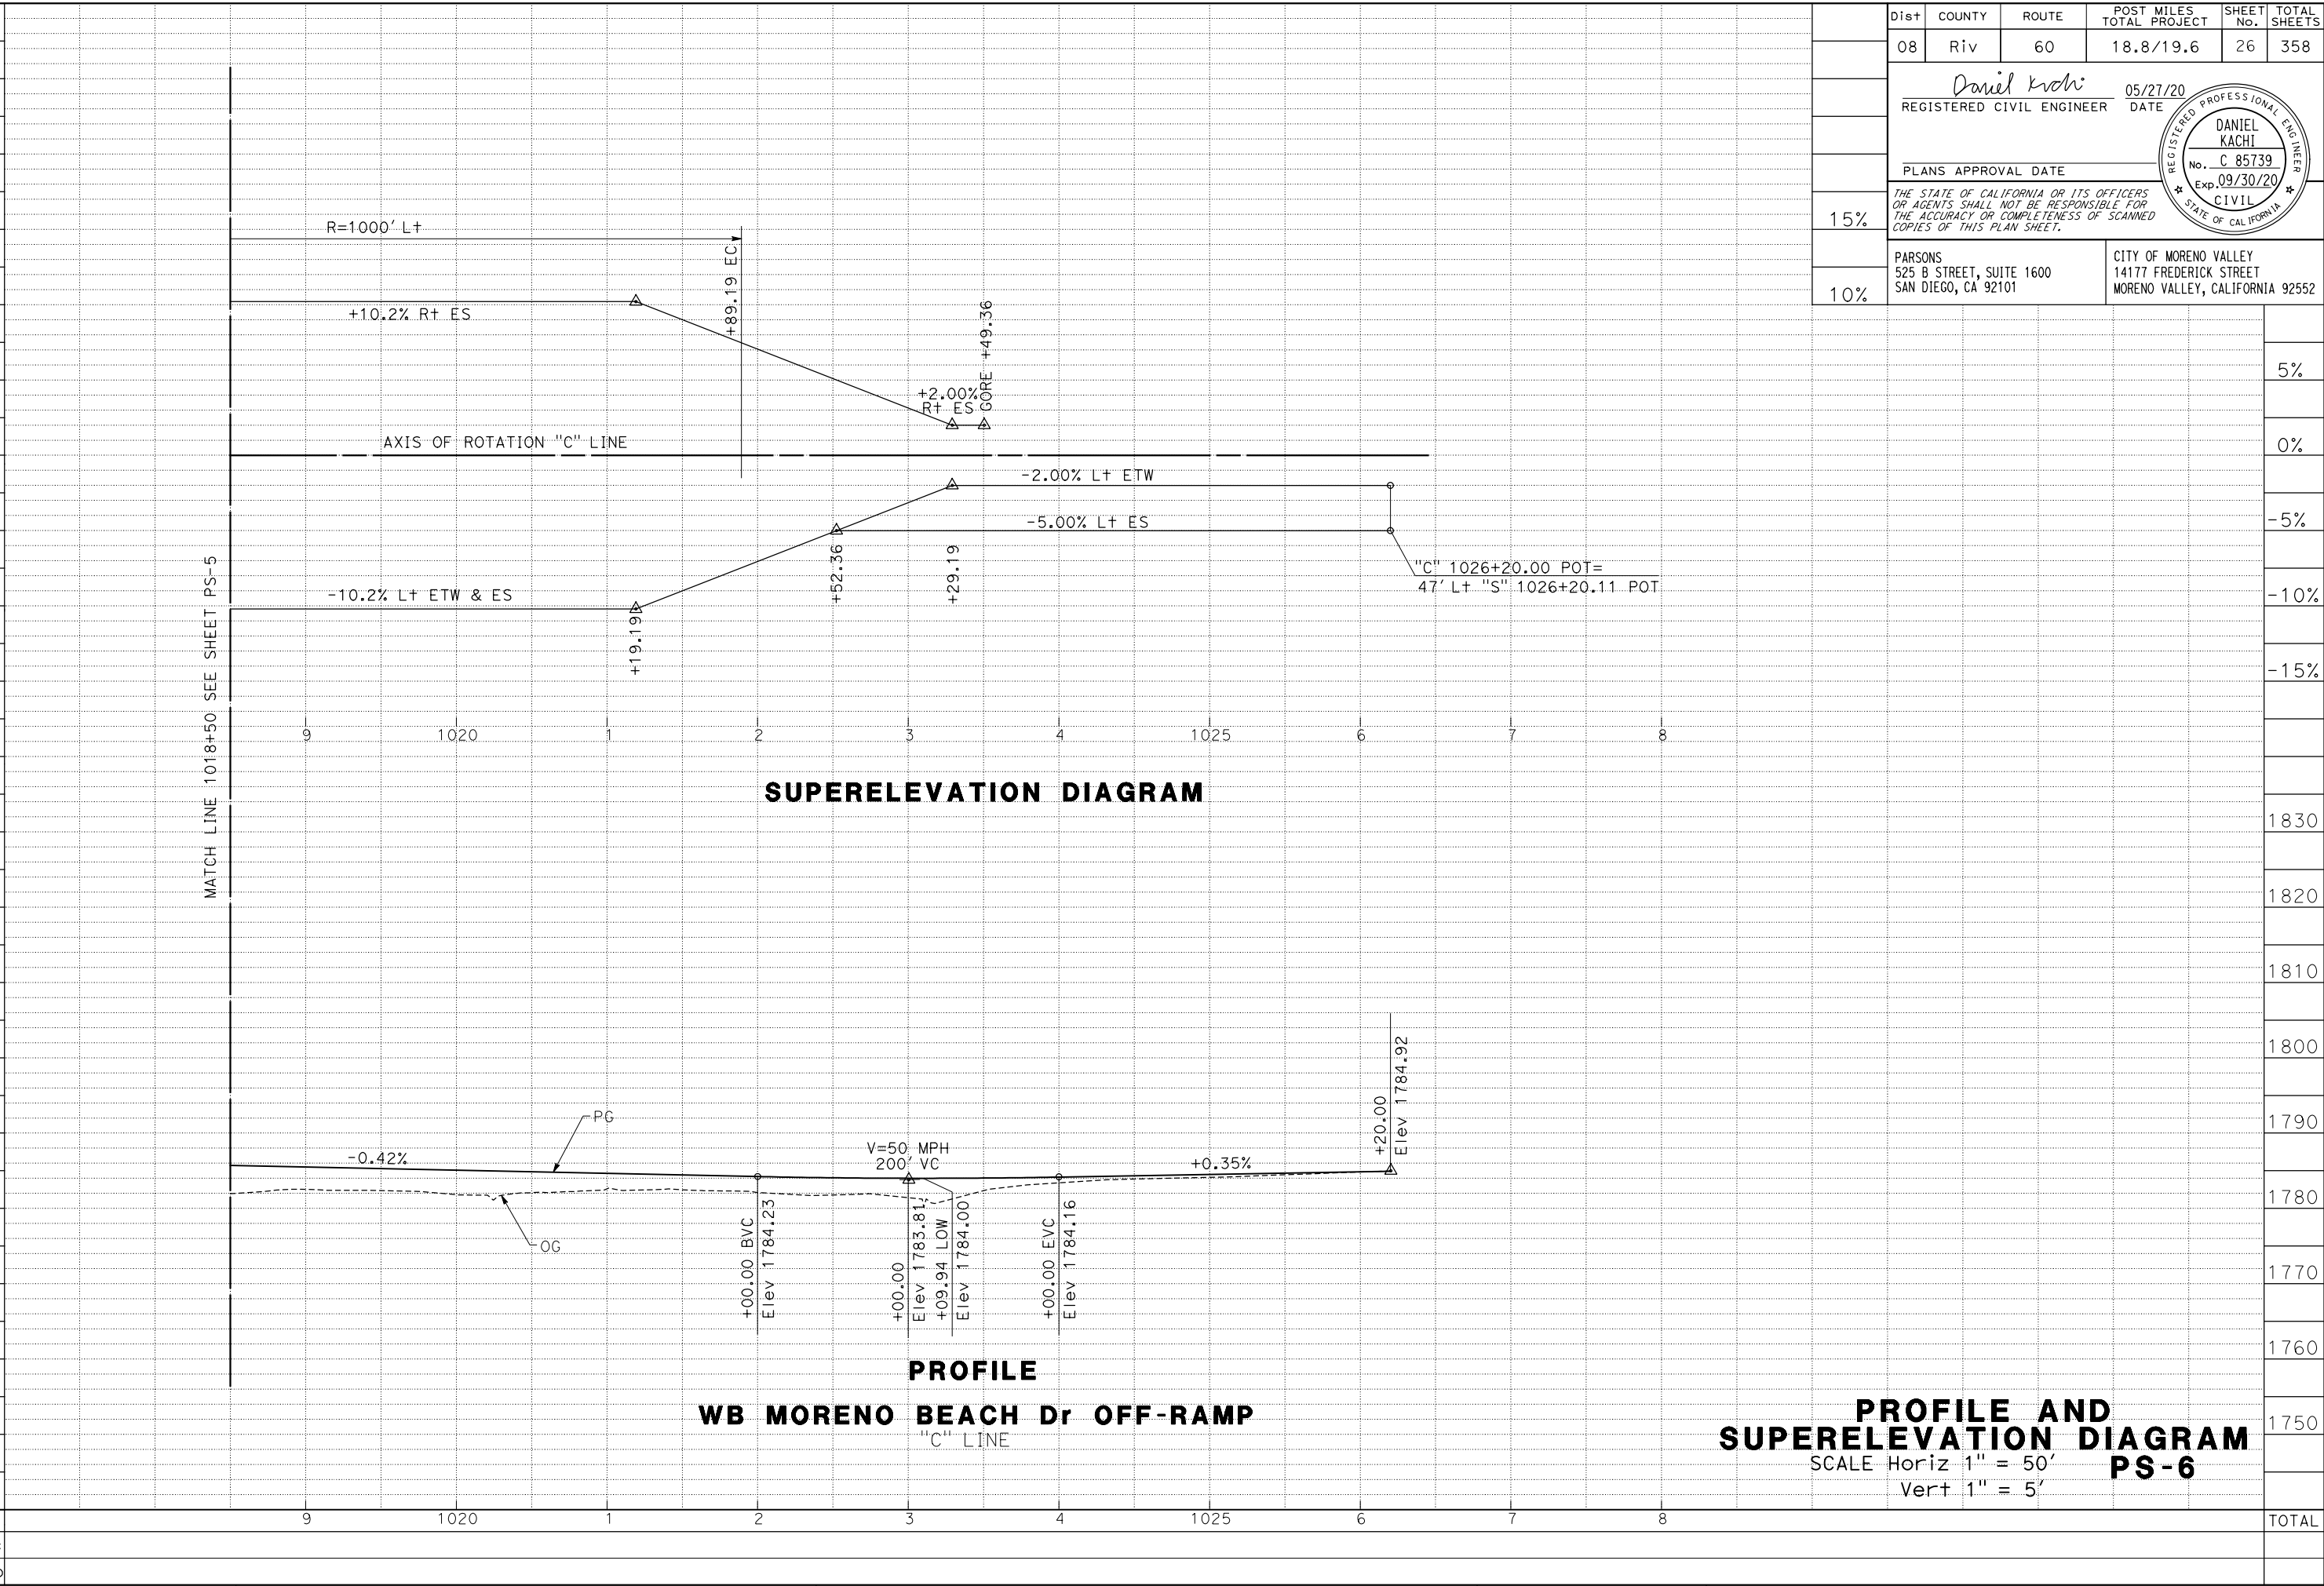 Dist COUNTY ROUTE POST MILES TOTAL PROJECT SHEET No. TOTAL SHEETS
08 Riv 60 18.8/19.6 26 358
05/27/20
REGISTERED CIVIL ENGINEER DATE
PLANS APPROVAL DATE
REGISTERED PROFESSIONAL ENGINEER
DANIEL
KACHI
No. C 85739
Exp. 09/30/20
CIVIL
STATE OF CALIFORNIA
THE STATE OF CALIFORNIA OR ITS OFFICERS
OR AGENTS SHALL NOT BE RESPONSIBLE FOR
THE ACCURACY OR COMPLETENESS OF SCANNED
COPIES OF THIS PLAN SHEET.
PARSONS
525 B STREET, SUITE 1600
SAN DIEGO, CA 92101
CITY OF MORENO VALLEY
14177 FREDERICK STREET
MORENO VALLEY, CALIFORNIA 92552
15%
10%
5%
0%
-5%
-10%
-15%
R=1000' Lt
+89.19 EC
+10.2% Rt ES
+2.00%
Rt ES
GORE +49.36
AXIS OF ROTATION "C" LINE
-2.00% Lt ETW
-5.00% Lt ES
-10.2% Lt ETW & ES
+19.19
+52.36
+29.19
"C" 1026+20.00 POT=
47' Lt "S" 1026+20.11 POT
MATCH LINE 1018+50 SEE SHEET PS-5
9 1020 1 2 3 4 1025 6 7 8
SUPERELEVATION DIAGRAM
1830
1820
1810
1800
1790
1780
1770
1760
1750
-0.42%
PG
OG
V=50 MPH
200' VC
+0.35%
+20.00
Elev 1784.92
+00.00 BVC
Elev 1784.23
+00.00
Elev 1783.81
+09.94 LOW
Elev 1784.00
+00.00 EVC
Elev 1784.16
PROFILE
WB MORENO BEACH Dr OFF-RAMP
"C" LINE
PROFILE AND
SUPERELEVATION DIAGRAM
SCALE Horiz 1" = 50'
Vert 1" = 5'
PS-6
9 1020 1 2 3 4 1025 6 7 8 TOTAL